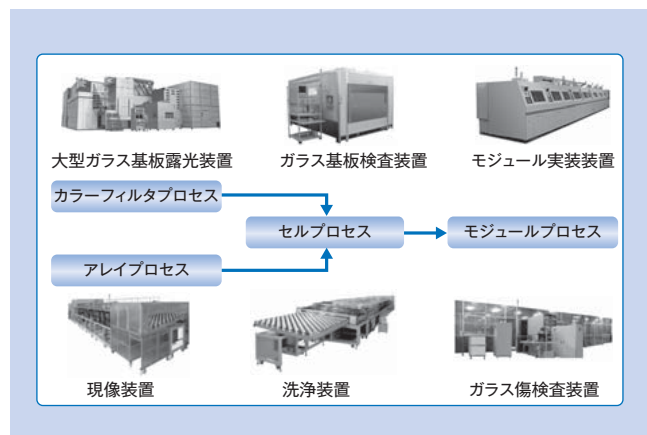 大型ガラス基板露光装置
ガラス基板検査装置
モジュール実装装置
カラーフィルタプロセス
セルプロセス
モジュールプロセス
アレイプロセス
現像装置
洗浄装置
ガラス傷検査装置